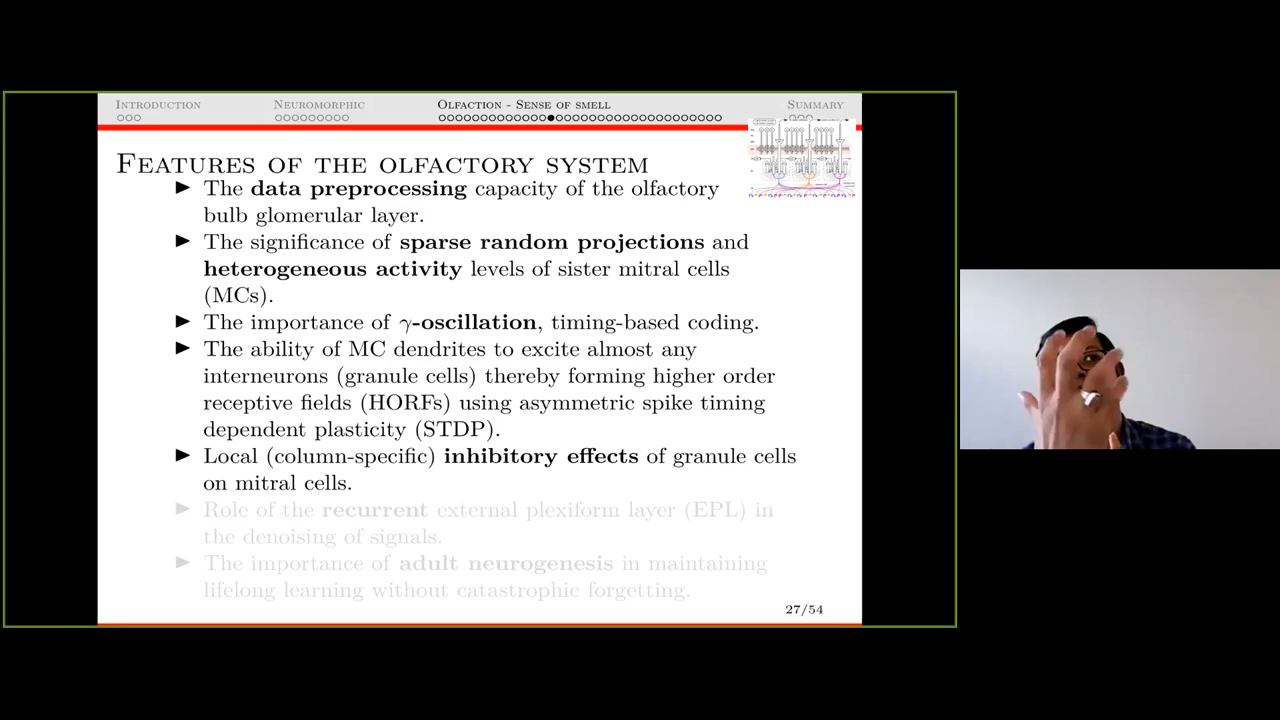 INTRODUCTION NEUROMORPHIC OLFACTION - SENSE OF SMELL SUMMARY
FEATURES OF THE OLFACTORY SYSTEM
▶ The data preprocessing capacity of the olfactory
bulb glomerular layer.
▶ The significance of sparse random projections and
heterogeneous activity levels of sister mitral cells
(MCs).
▶ The importance of γ-oscillation, timing-based coding.
▶ The ability of MC dendrites to excite almost any
interneurons (granule cells) thereby forming higher order
receptive fields (HORFs) using asymmetric spike timing
dependent plasticity (STDP).
▶ Local (column-specific) inhibitory effects of granule cells
on mitral cells.
▶ Role of the recurrent external plexiform layer (EPL) in
the denoising of signals.
▶ The importance of adult neurogenesis in maintaining
lifelong learning without catastrophic forgetting.
27/54